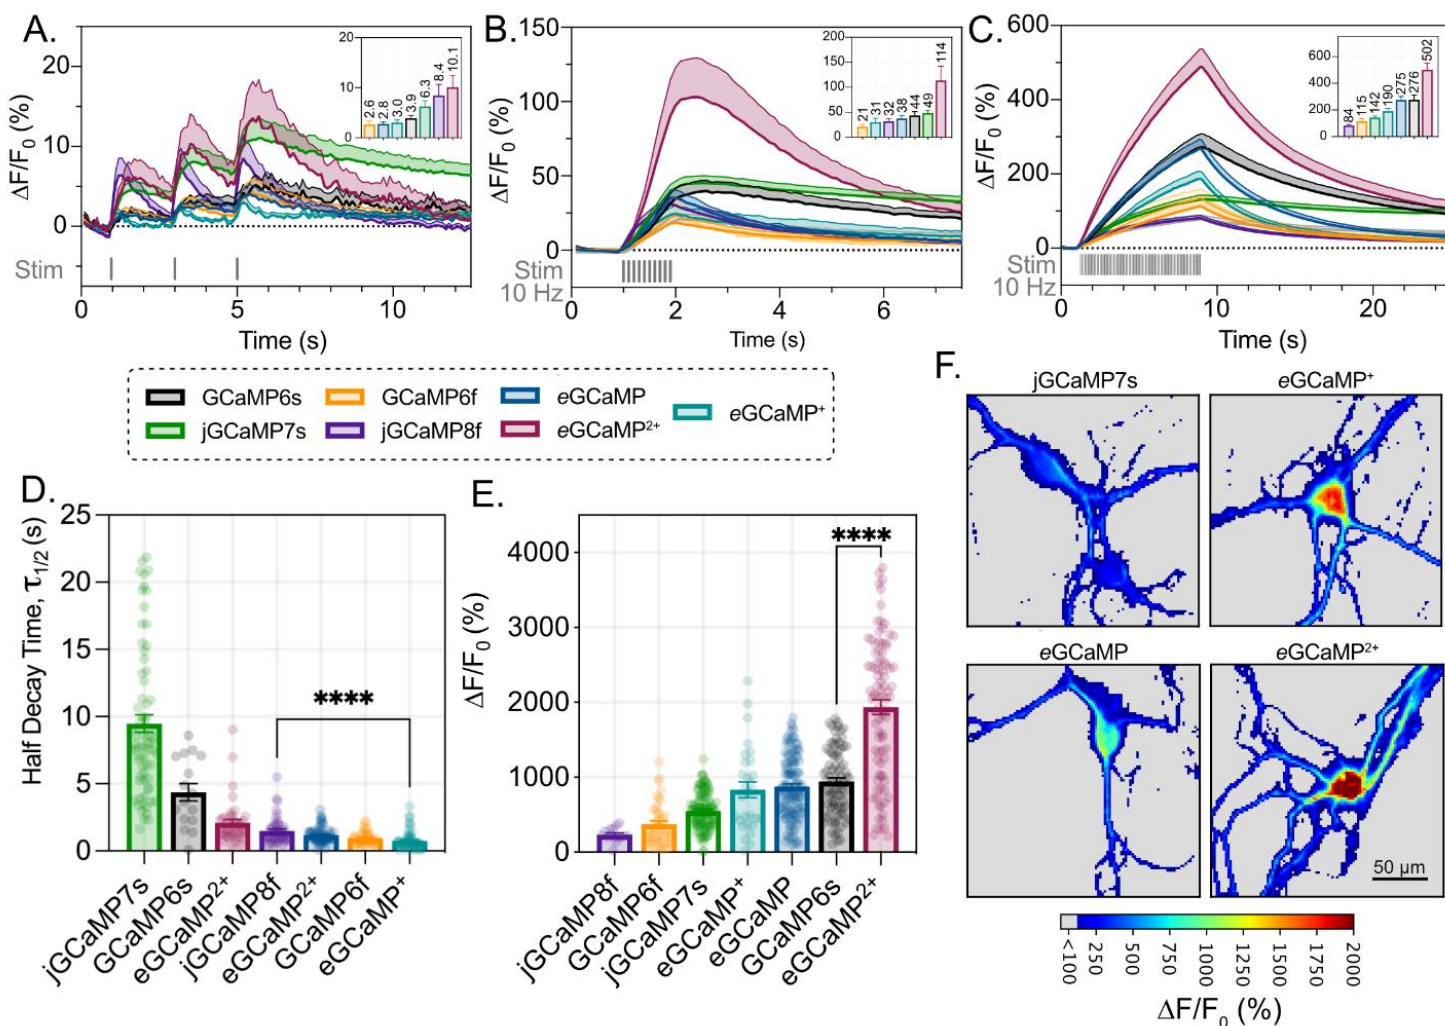 A.
ΔF/F0 (%)
20
10
0
Stim
0
5
10
Time (s)
20
10
0
2.6
2.8
3.0
3.9
6.3
8.4
10.1
B.
ΔF/F0 (%)
150
125
100
75
50
25
0
Stim
10 Hz
0
2
4
6
Time (s)
200
150
100
50
0
21
31
32
38
44
49
114
C.
ΔF/F0 (%)
600
400
200
0
Stim
10 Hz
0
10
20
Time (s)
600
400
200
0
84
115
142
190
275
276
502
GCaMP6s
GCaMP6f
eGCaMP
eGCaMP+
jGCaMP7s
jGCaMP8f
eGCaMP2+
D.
Half Decay Time, τ1/2 (s)
25
20
15
10
5
0
****
jGCaMP7s
GCaMP6s
eGCaMP2+
jGCaMP8f
eGCaMP2+
GCaMP6f
eGCaMP+
E.
ΔF/F0 (%)
4000
3000
2000
1000
0
****
jGCaMP8f
GCaMP6f
jGCaMP7s
eGCaMP+
eGCaMP
GCaMP6s
eGCaMP2+
F.
jGCaMP7s
eGCaMP+
eGCaMP
eGCaMP2+
50 μm
<100
250
500
750
1000
1250
1500
1750
2000
ΔF/F0 (%)